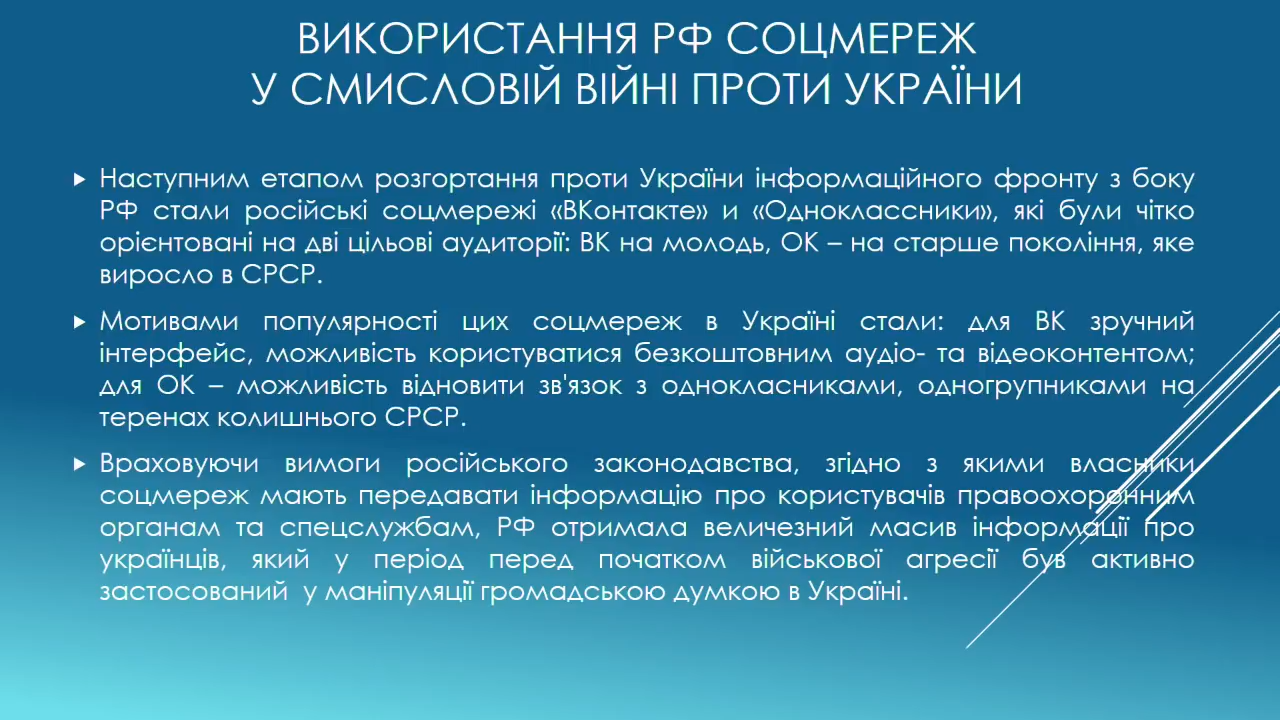 ВИКОРИСТАННЯ РФ СОЦМЕРЕЖ
У СМИСЛОВІЙ ВІЙНІ ПРОТИ УКРАЇНИ
Наступним етапом розгортання проти України інформаційного фронту з боку
РФ стали російські соцмережі «ВКонтакте» и «Одноклассники», які були чітко
орієнтовані на дві цільові аудиторії: ВК на молодь, ОК – на старше покоління, яке
виросло в СРСР.
Мотивами популярності цих соцмереж в Україні стали: для ВК зручний
інтерфейс, можливість користуватися безкоштовним аудіо- та відеоконтентом;
для ОК – можливість відновити зв'язок з однокласниками, одногрупниками на
теренах колишнього СРСР.
Враховуючи вимоги російського законодавства, згідно з якими власники
соцмереж мають передавати інформацію про користувачів правоохоронним
органам та спецслужбам, РФ отримала величезний масив інформації про
українців, який у період перед початком військової агресії був активно
застосований у маніпуляції громадською думкою в Україні.